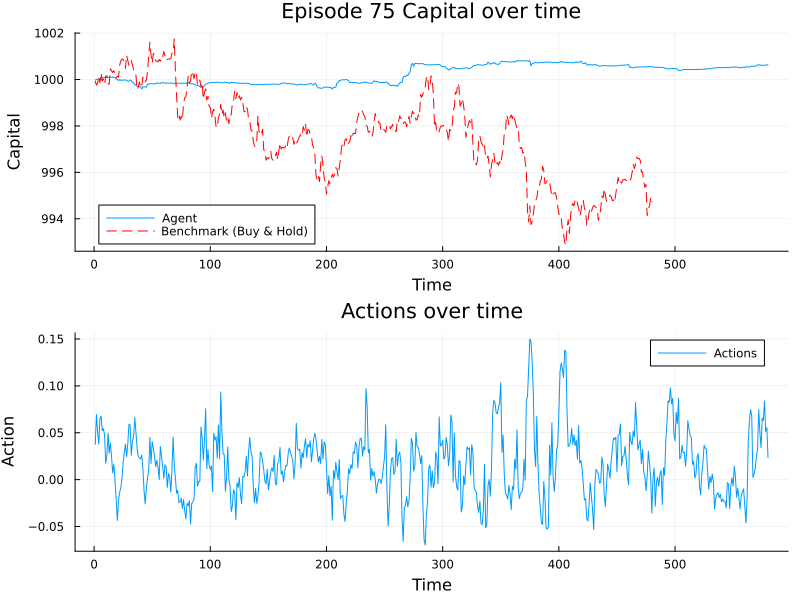 Episode 75 Capital over time
1002
1000
998
996
994
Capital
Agent
Benchmark (Buy & Hold)
0 100 200 300 400 500
Time
Actions over time
0.15
0.10
0.05
0.00
−0.05
Action
Actions
0 100 200 300 400 500
Time